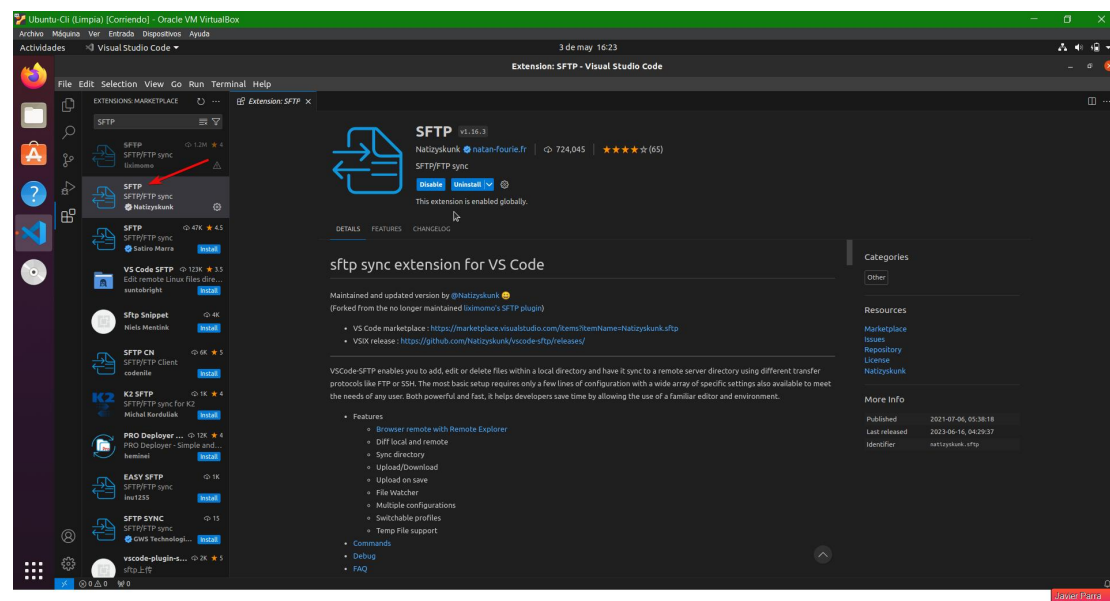 Ubuntu-Cli (Limpia) [Corriendo] - Oracle VM VirtualBox
Archivo Máquina Ver Entrada Dispositivos Ayuda
Actividades Visual Studio Code 3 de may 16:23
Extension: SFTP - Visual Studio Code
File Edit Selection View Go Run Terminal Help
EXTENSIONS: MARKETPLACE
SFTP
SFTP 1.2M ★ 4
SFTP/FTP sync
liximomo
SFTP
SFTP/FTP sync
Natizyskunk
SFTP 47K ★ 4.5
SFTP/FTP sync
Satiro Marra Install
VS Code SFTP 123K ★ 3.5
Edit remote Linux files dire...
suntobright Install
Sftp Snippet 4K
Niels Mentink Install
SFTP CN 6K ★ 5
SFTP/FTP Client
codenile Install
K2 SFTP 1K ★ 4
SFTP/FTP sync for K2
Michal Korduliak Install
PRO Deployer ... 12K ★ 4
PRO Deployer - Simple and...
heminei Install
EASY SFTP 1K
SFTP/FTP sync
inu1255 Install
SFTP SYNC 15
SFTP/FTP sync
GWS Technologi... Install
vscode-plugin-s... 2K ★ 5
sftp上传
0 0 0
Extension: SFTP
SFTP v1.16.3
Natizyskunk natan-fourie.fr 724,045 ★★★★☆(65)
SFTP/FTP sync
Disable Uninstall
This extension is enabled globally.
DETAILS FEATURES CHANGELOG
sftp sync extension for VS Code
Maintained and updated version by @Natizyskunk 😀
(Forked from the no longer maintained liximomo's SFTP plugin)
• VS Code marketplace : https://marketplace.visualstudio.com/items?itemName=Natizyskunk.sftp
• VSIX release : https://github.com/Natizyskunk/vscode-sftp/releases/
VSCode-SFTP enables you to add, edit or delete files within a local directory and have it sync to a remote server directory using different transfer
protocols like FTP or SSH. The most basic setup requires only a few lines of configuration with a wide array of specific settings also available to meet
the needs of any user. Both powerful and fast, it helps developers save time by allowing the use of a familiar editor and environment.
• Features
◦ Browser remote with Remote Explorer
◦ Diff local and remote
◦ Sync directory
◦ Upload/Download
◦ Upload on save
◦ File Watcher
◦ Multiple configurations
◦ Switchable profiles
◦ Temp File support
• Commands
• Debug
• FAQ
Categories
Other
Resources
Marketplace
Issues
Repository
License
Natizyskunk
More Info
Published 2021-07-06, 05:38:18
Last released 2023-06-16, 04:29:37
Identifier natizyskunk.sftp
Javier Parra